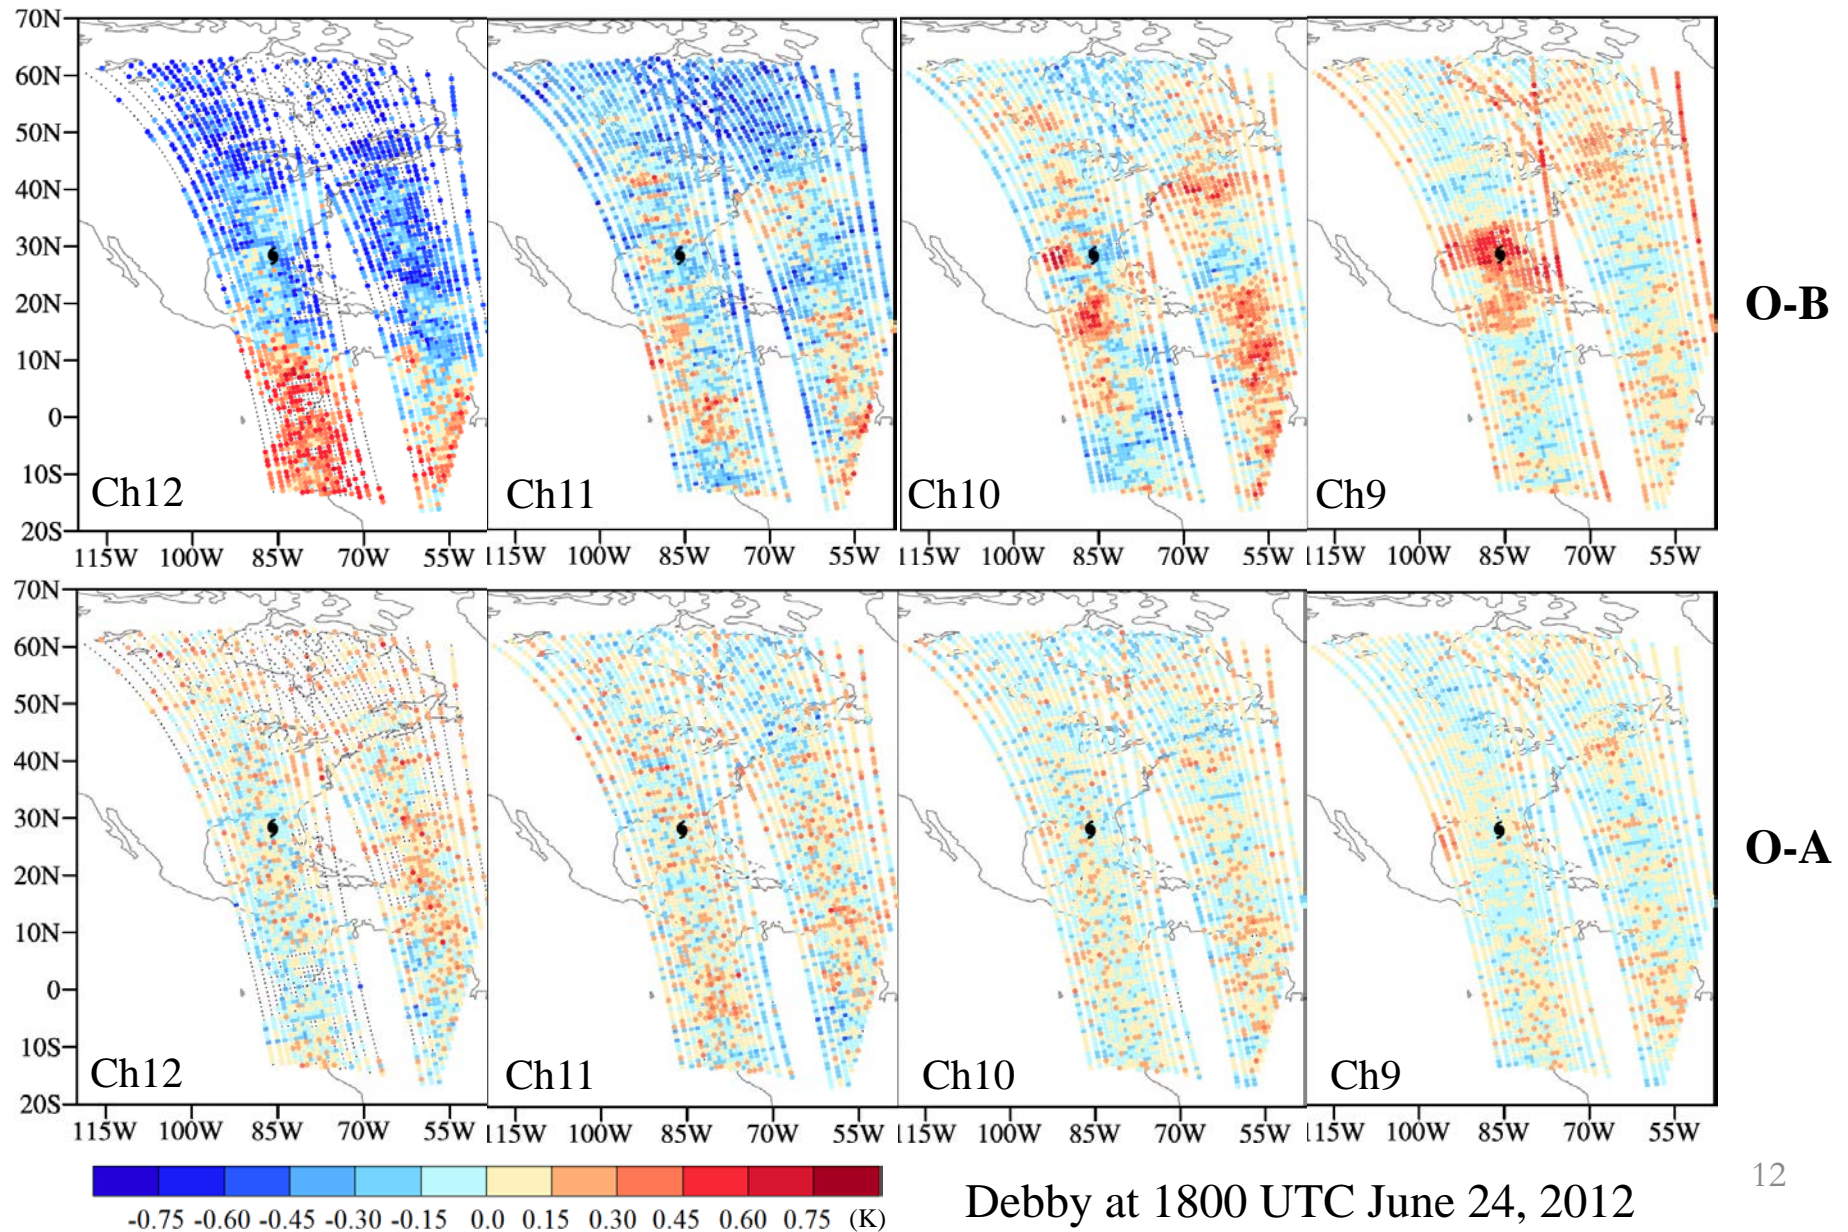 70N
60N
50N
40N
30N
20N
10N
0
10S
20S
Ch12
Ch11
Ch10
Ch9
O-B
115W 100W 85W 70W 55W
115W 100W 85W 70W 55W
115W 100W 85W 70W 55W
115W 100W 85W 70W 55W
70N
60N
50N
40N
30N
20N
10N
0
10S
20S
Ch12
Ch11
Ch10
Ch9
O-A
115W 100W 85W 70W 55W
115W 100W 85W 70W 55W
115W 100W 85W 70W 55W
115W 100W 85W 70W 55W
-0.75 -0.60 -0.45 -0.30 -0.15 0.0 0.15 0.30 0.45 0.60 0.75 (K)
Debby at 1800 UTC June 24, 2012
12